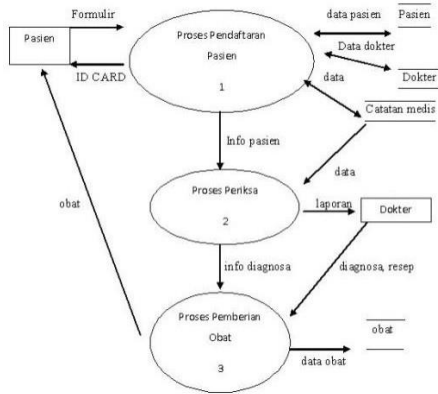 Formulir
Pasien
ID CARD
Proses Pendaftaran
Pasien
1
data pasien
Pasien
Data dokter
Dokter
data
Catatan medis
Info pasien
data
obat
Proses Periksa
2
laporan
Dokter
info diagnosa
diagnosa, resep
Proses Pemberian
Obat
3
obat
data obat